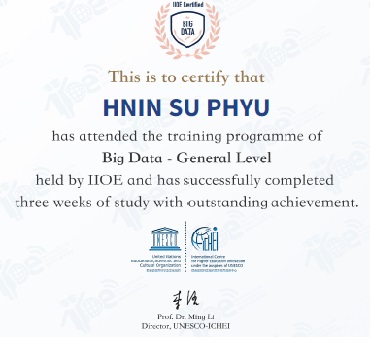 IIOE Certified
BIG
DATA
This is to certify that
HNIN SU PHYU
has attended the training programme of
Big Data - General Level
held by IIOE and has successfully completed
three weeks of study with outstanding achievement.
UNESCO
ICHEI
United Nations
Cultural Organization
International Centre
for Higher Education Innovation
under the auspices of UNESCO
Prof. Dr. Ming Li
Director, UNESCO-ICHEI